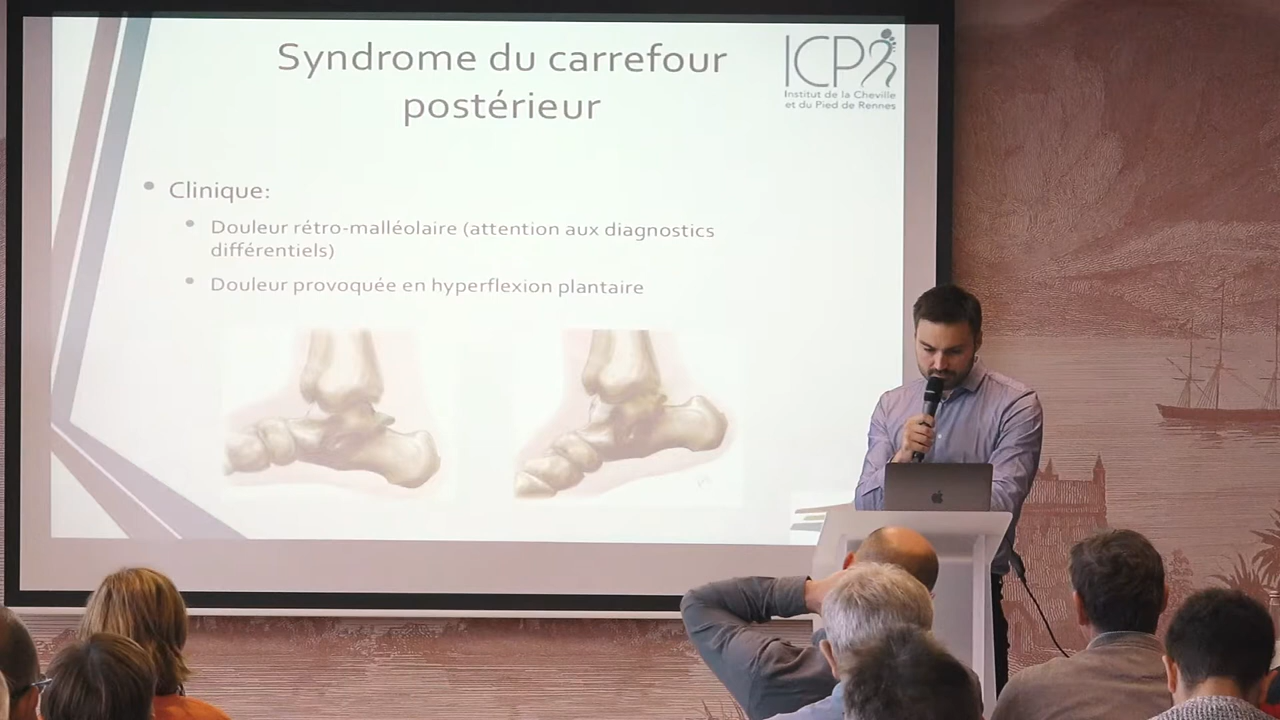 Syndrome du carrefour
postérieur
ICP
Institut de la Cheville
et du Pied de Rennes
Clinique:
Douleur rétro-malléolaire (attention aux diagnostics
différentiels)
Douleur provoquée en hyperflexion plantaire